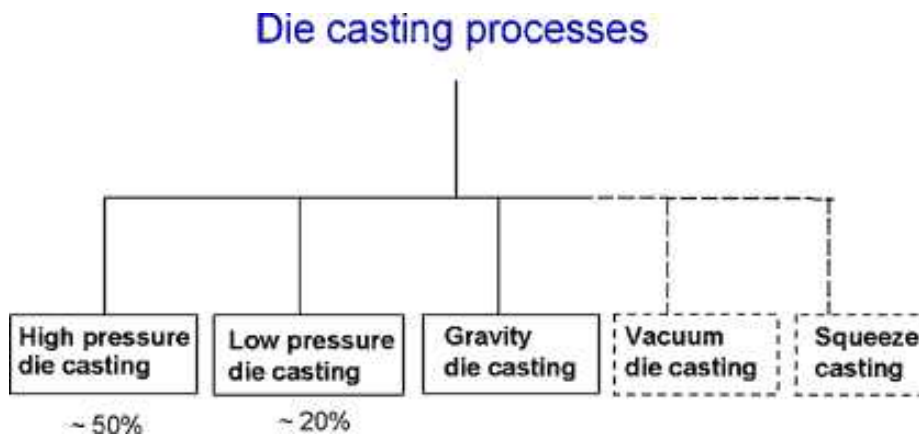 Die casting processes
High pressure
die casting
Low pressure
die casting
Gravity
die casting
Vacuum
die casting
Squeeze
casting
~ 50%
~ 20%